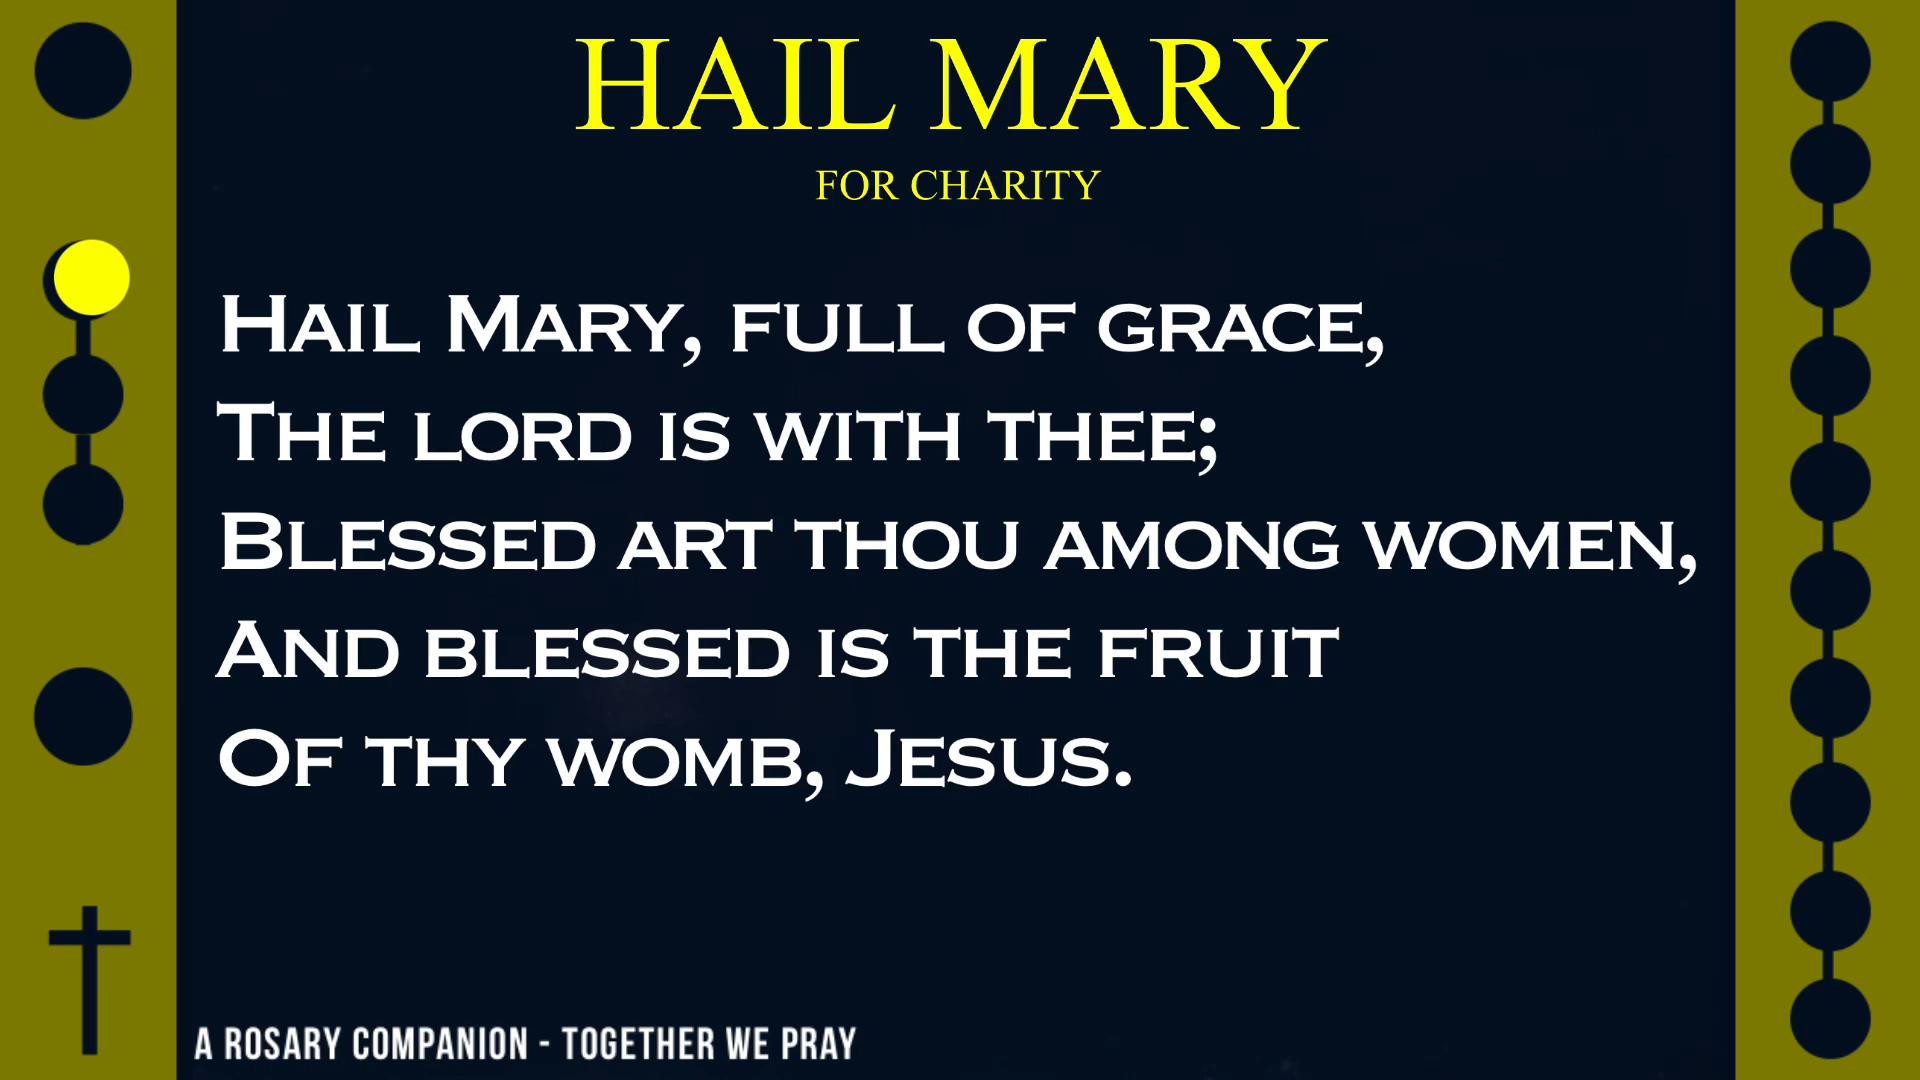 HAIL MARY
FOR CHARITY
Hail Mary, full of grace,
The lord is with thee;
Blessed art thou among women,
And blessed is the fruit
Of thy womb, Jesus.
A ROSARY COMPANION - TOGETHER WE PRAY